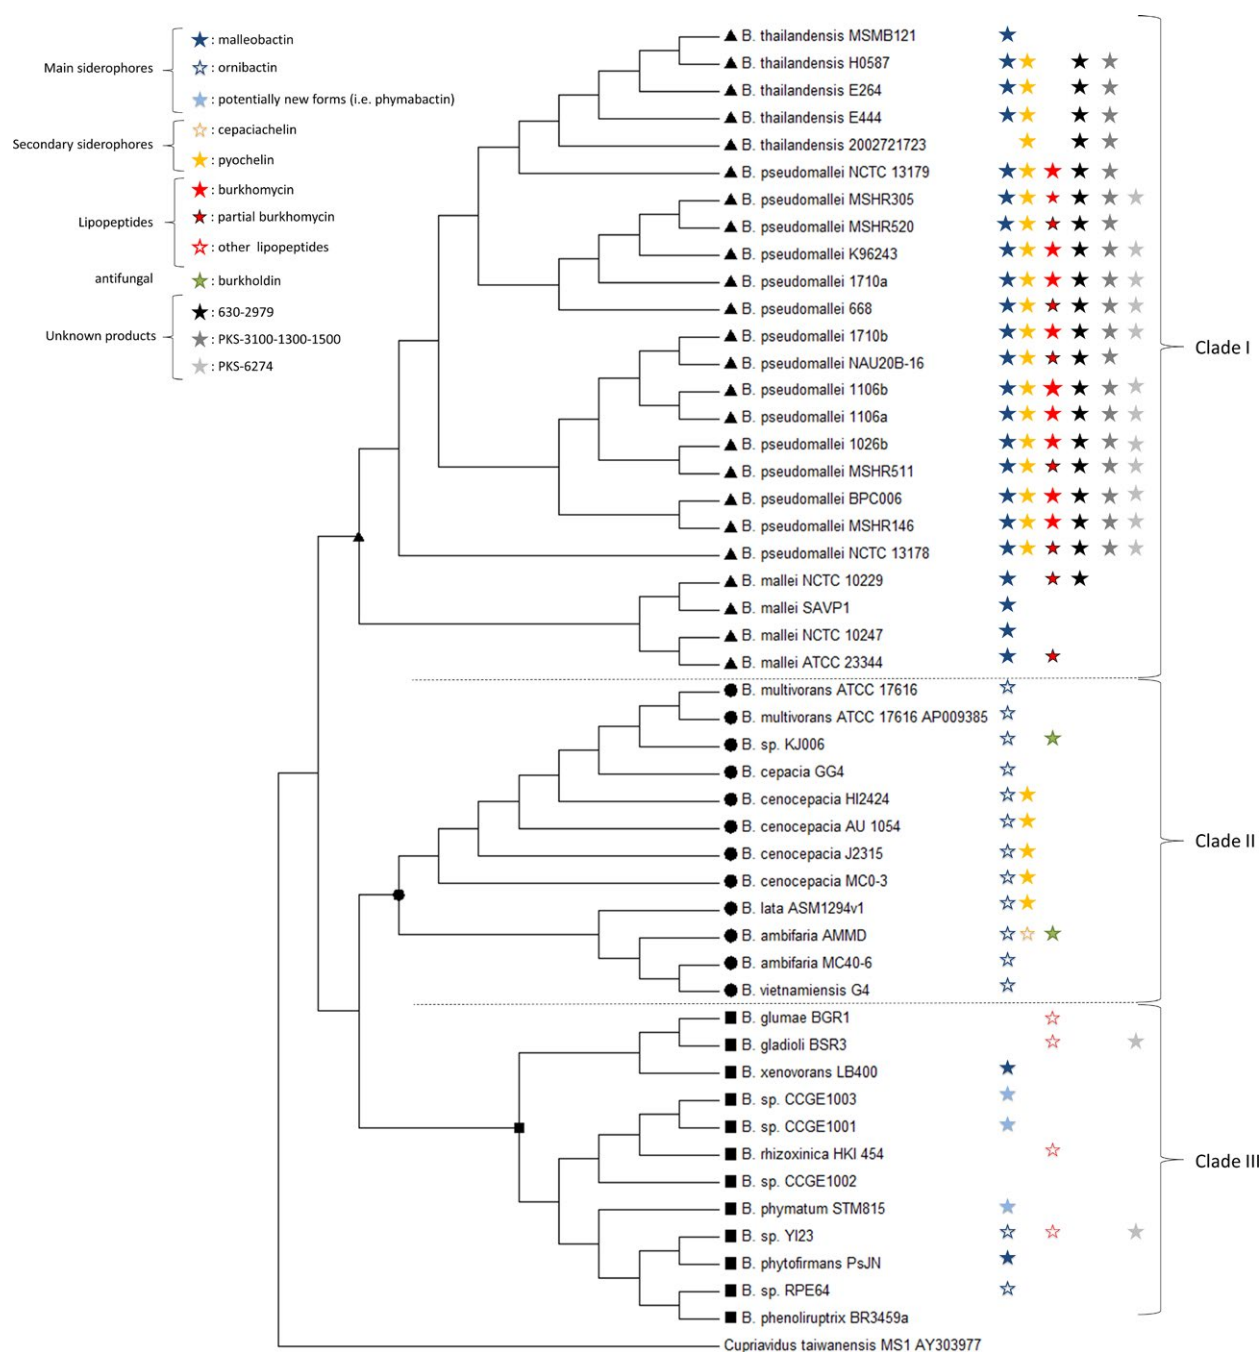 Main siderophores
: malleobactin
: ornibactin
: potentially new forms (i.e. phymabactin)
Secondary siderophores
: cepaciachelin
: pyochelin
Lipopeptides
: burkhomycin
: partial burkhomycin
: other lipopeptides
antifungal
: burkholdin
Unknown products
: 630-2979
: PKS-3100-1300-1500
: PKS-6274
B. thailandensis MSMB121
B. thailandensis H0587
B. thailandensis E264
B. thailandensis E444
B. thailandensis 2002721723
B. pseudomallei NCTC 13179
B. pseudomallei MSHR305
B. pseudomallei MSHR520
B. pseudomallei K96243
B. pseudomallei 1710a
B. pseudomallei 668
B. pseudomallei 1710b
B. pseudomallei NAU20B-16
B. pseudomallei 1106b
B. pseudomallei 1106a
B. pseudomallei 1026b
B. pseudomallei MSHR511
B. pseudomallei BPC006
B. pseudomallei MSHR146
B. pseudomallei NCTC 13178
B. mallei NCTC 10229
B. mallei SAVP1
B. mallei NCTC 10247
B. mallei ATCC 23344
Clade I
B. multivorans ATCC 17616
B. multivorans ATCC 17616 AP009385
B. sp. KJ006
B. cepacia GG4
B. cenocepacia HI2424
B. cenocepacia AU 1054
B. cenocepacia J2315
B. cenocepacia MC0-3
B. lata ASM1294v1
B. ambifaria AMMD
B. ambifaria MC40-6
B. vietnamiensis G4
Clade II
B. glumae BGR1
B. gladioli BSR3
B. xenovorans LB400
B. sp. CCGE1003
B. sp. CCGE1001
B. rhizoxinica HKI 454
B. sp. CCGE1002
B. phymatum STM815
B. sp. YI23
B. phytofirmans PsJN
B. sp. RPE64
B. phenoliruptrix BR3459a
Clade III
Cupriavidus taiwanensis MS1 AY303977